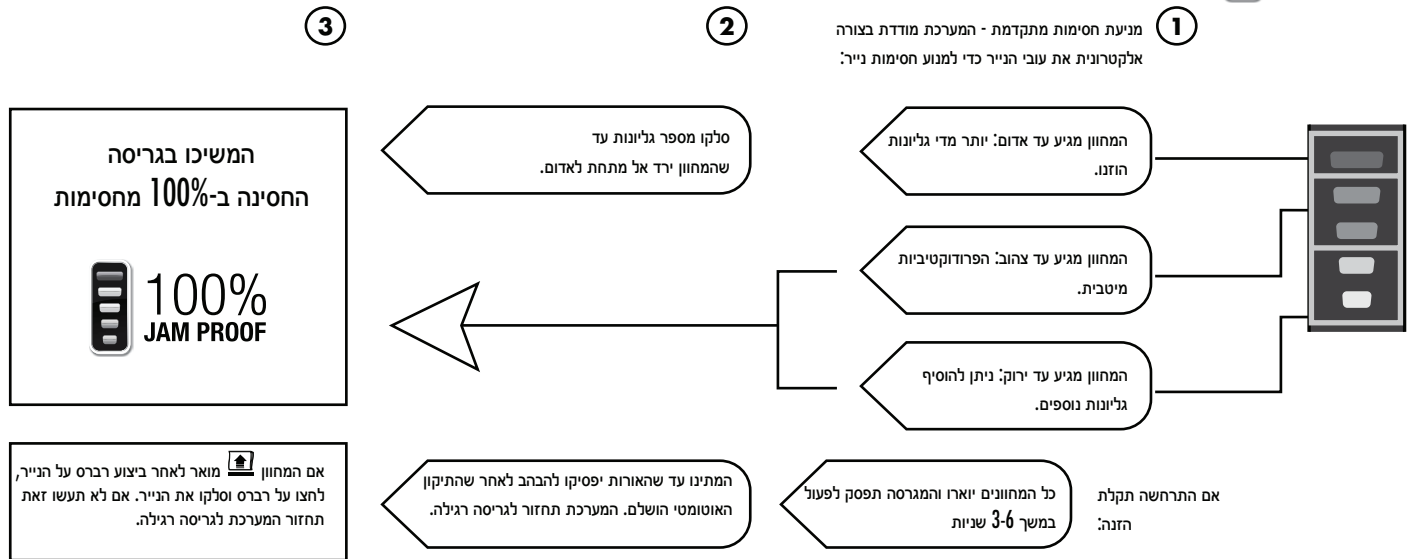 1
מניעת חסימות מתקדמת - המערכת מודדת בצורה
אלקטרונית את עובי הנייר כדי למנוע חסימות נייר:
המחוון מגיע עד אדום: יותר מדי גליונות
הוזנו.
המחוון מגיע עד צהוב: הפרודוקטיביות
מיטבית.
המחוון מגיע עד ירוק: ניתן להוסיף
גליונות נוספים.
2
סלקו מספר גליונות עד
שהמחוון ירד אל מתחת לאדום.
3
המשיכו בגריסה
החסינה ב-100% מחסימות
100%
JAM PROOF
אם התרחשה תקלת
הזנה:
כל המחוונים יוארו והמגרסה תפסק לפעול
במשך 3-6 שניות
המתינו עד שהאורות יפסיקו להבהב לאחר שהתיקון
האוטומטי הושלם. המערכת תחזור לגריסה רגילה.
אם המחוון מואר לאחר ביצוע רברס על הנייר,
לחצו על רברס וסלקו את הנייר. אם לא תעשו זאת
תחזור המערכת לגריסה רגילה.